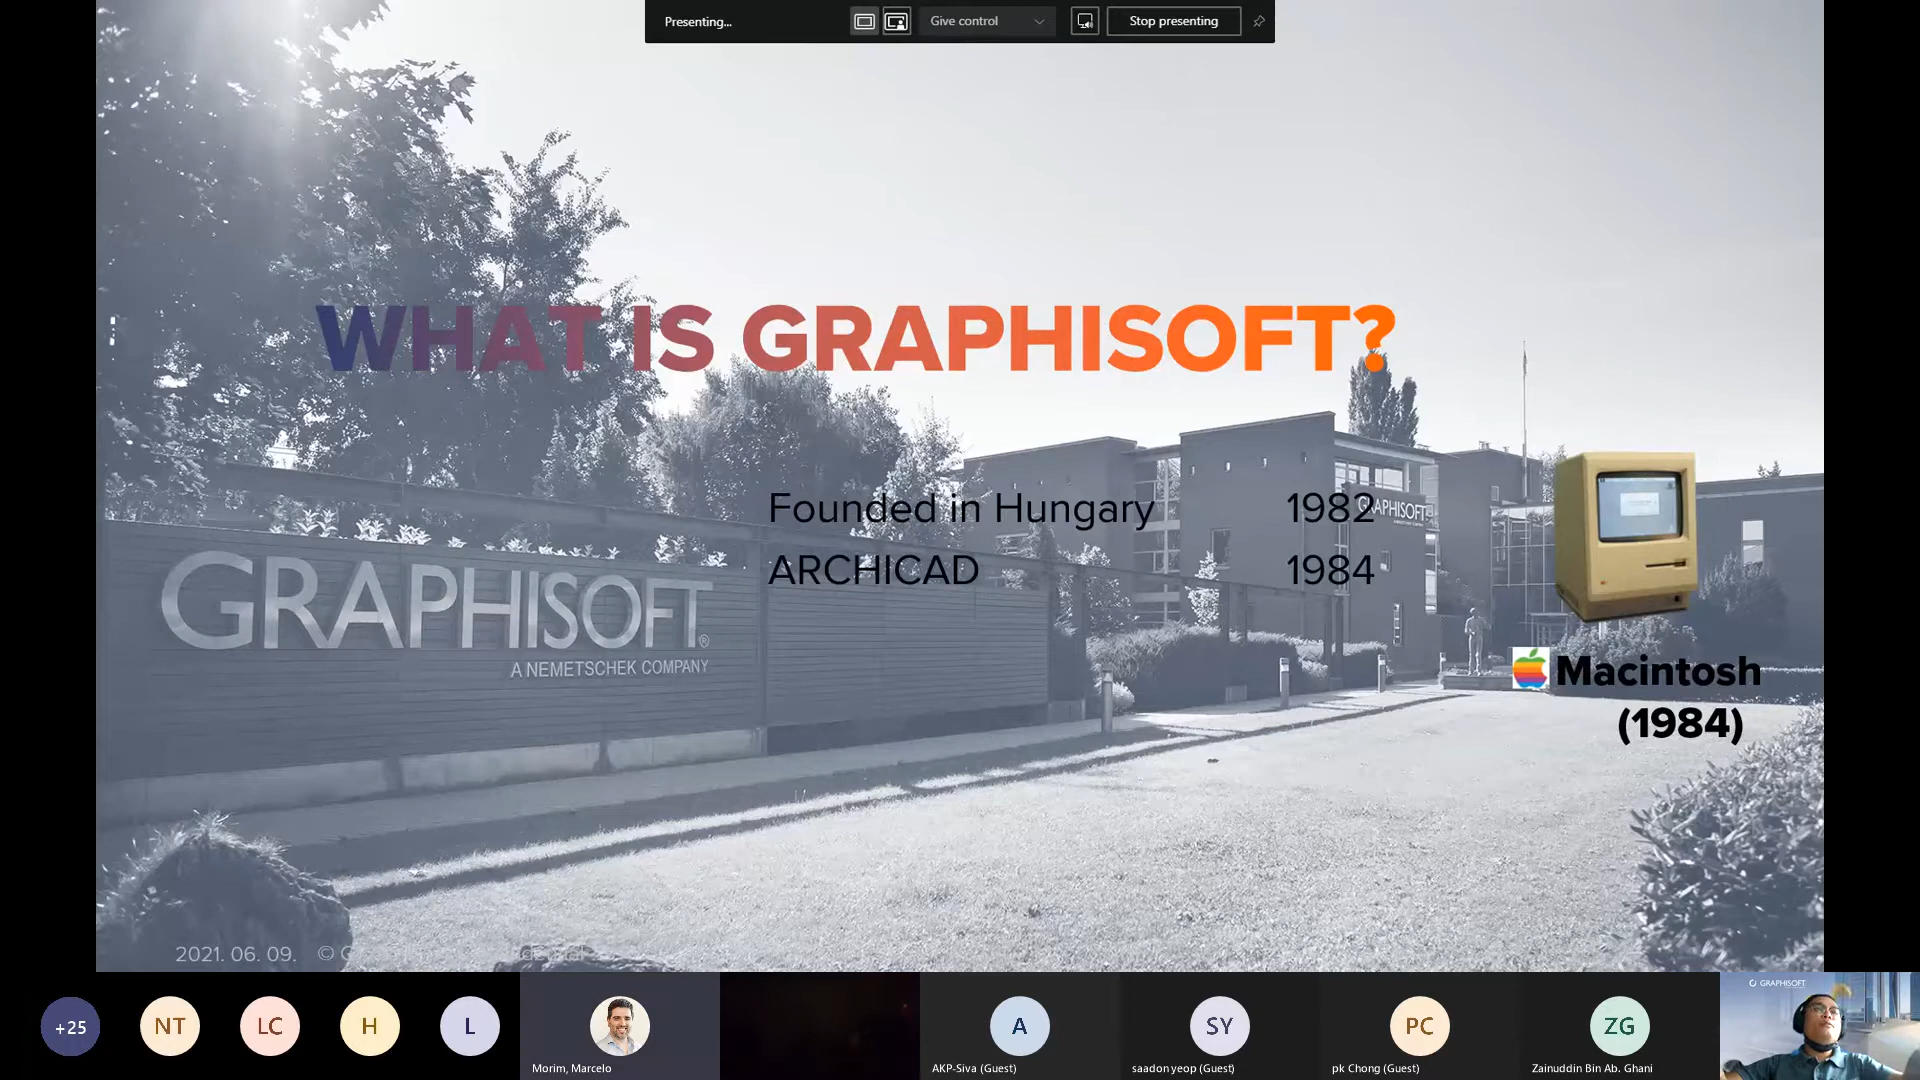 Presenting...
Give control
Stop presenting
WHAT IS GRAPHISOFT?
Founded in Hungary 1982
ARCHICAD 1984
GRAPHISOFT
GRAPHISOFT®
A NEMETSCHEK COMPANY
Macintosh
(1984)
2021. 06. 09. ©
+25
NT
LC
H
L
A
SY
PC
ZG
GRAPHISOFT
Morim, Marcelo
AKP-Siva (Guest)
saadon yeop (Guest)
pk Chong (Guest)
Zainuddin Bin Ab. Ghani